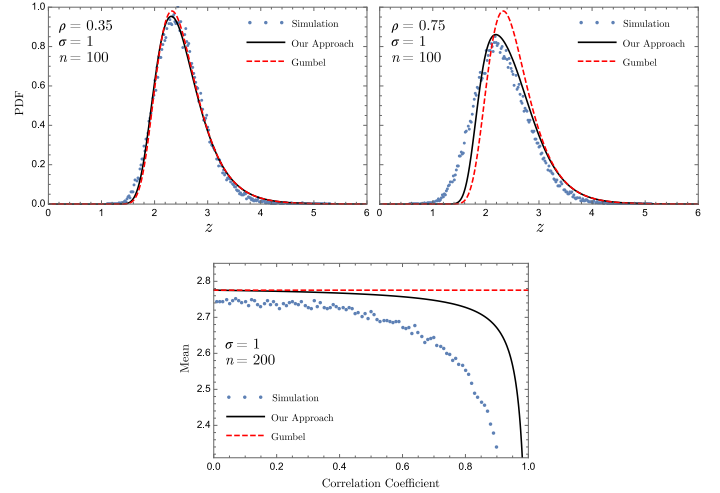 ρ = 0.35
σ = 1
n = 100
Simulation
Our Approach
Gumbel
PDF
1.0
0.8
0.6
0.4
0.2
0.0
0 1 2 3 4 5 6
z
ρ = 0.75
σ = 1
n = 100
Simulation
Our Approach
Gumbel
0 1 2 3 4 5 6
z
Mean
2.8
2.7
2.6
2.5
2.4
σ = 1
n = 200
Simulation
Our Approach
Gumbel
0.0 0.2 0.4 0.6 0.8 1.0
Correlation Coefficient